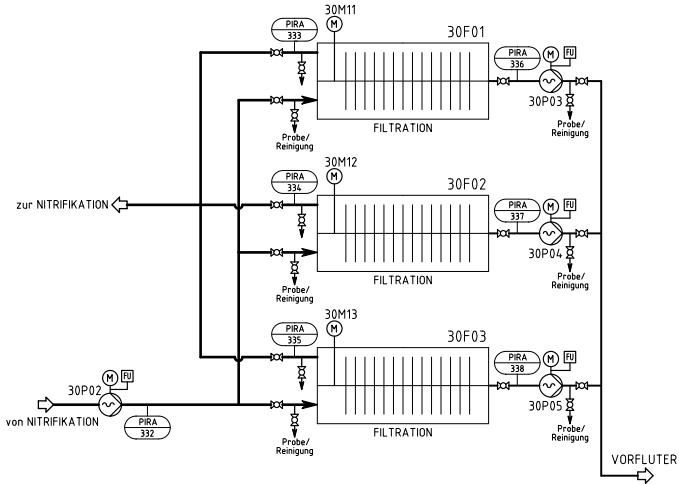 30M11
PIRA
333
M
30F01
PIRA
336
M
FU
30P03
Probe/
Reinigung
Probe/
Reinigung
FILTRATION
30M12
PIRA
334
M
30F02
zur NITRIFIKATION
PIRA
337
M
FU
30P04
Probe/
Reinigung
Probe/
Reinigung
FILTRATION
30M13
PIRA
335
M
30F03
PIRA
338
M
FU
30P05
30P02
M
FU
von NITRIFIKATION
PIRA
332
Probe/
Reinigung
Probe/
Reinigung
FILTRATION
VORFLUTER